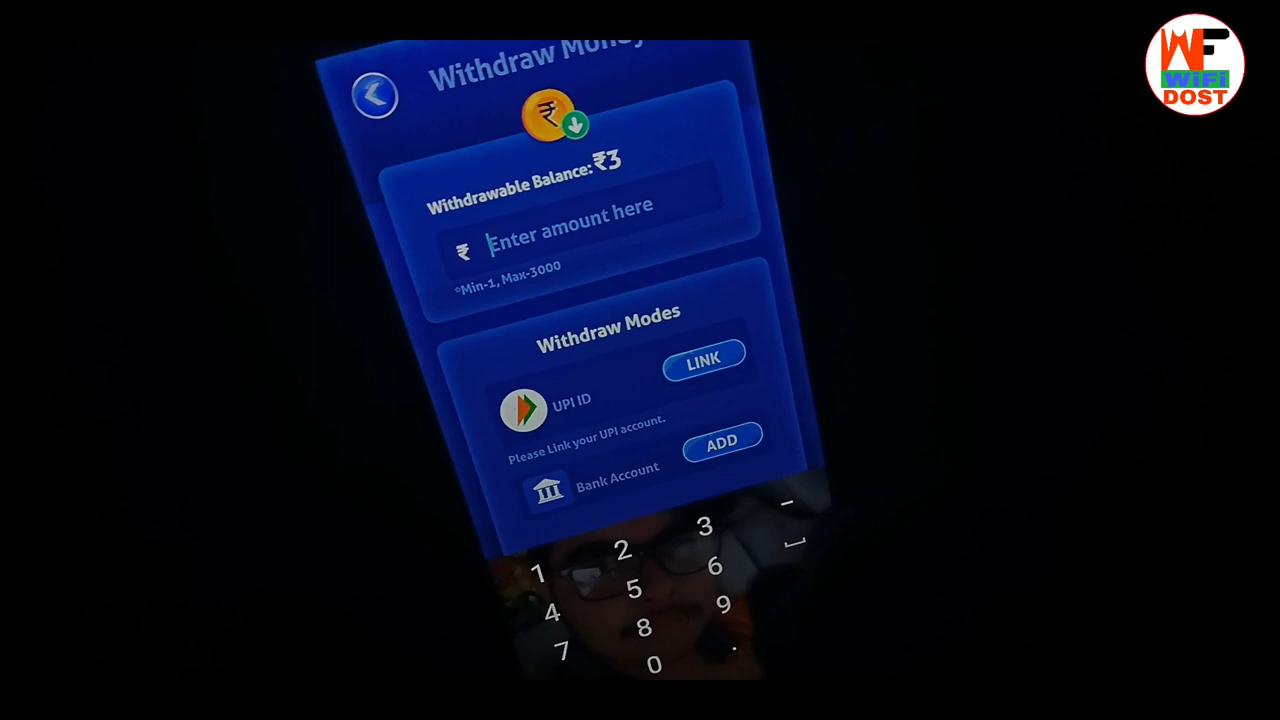 Withdraw Money
WF
WiFi
DOST
₹
Withdrawable Balance:₹3
₹ Enter amount here
*Min-1, Max-3000
Withdraw Modes
UPI ID LINK
Please Link your UPI account.
Bank Account ADD
1 2 3 -
4 5 6
7 8 9
0 .